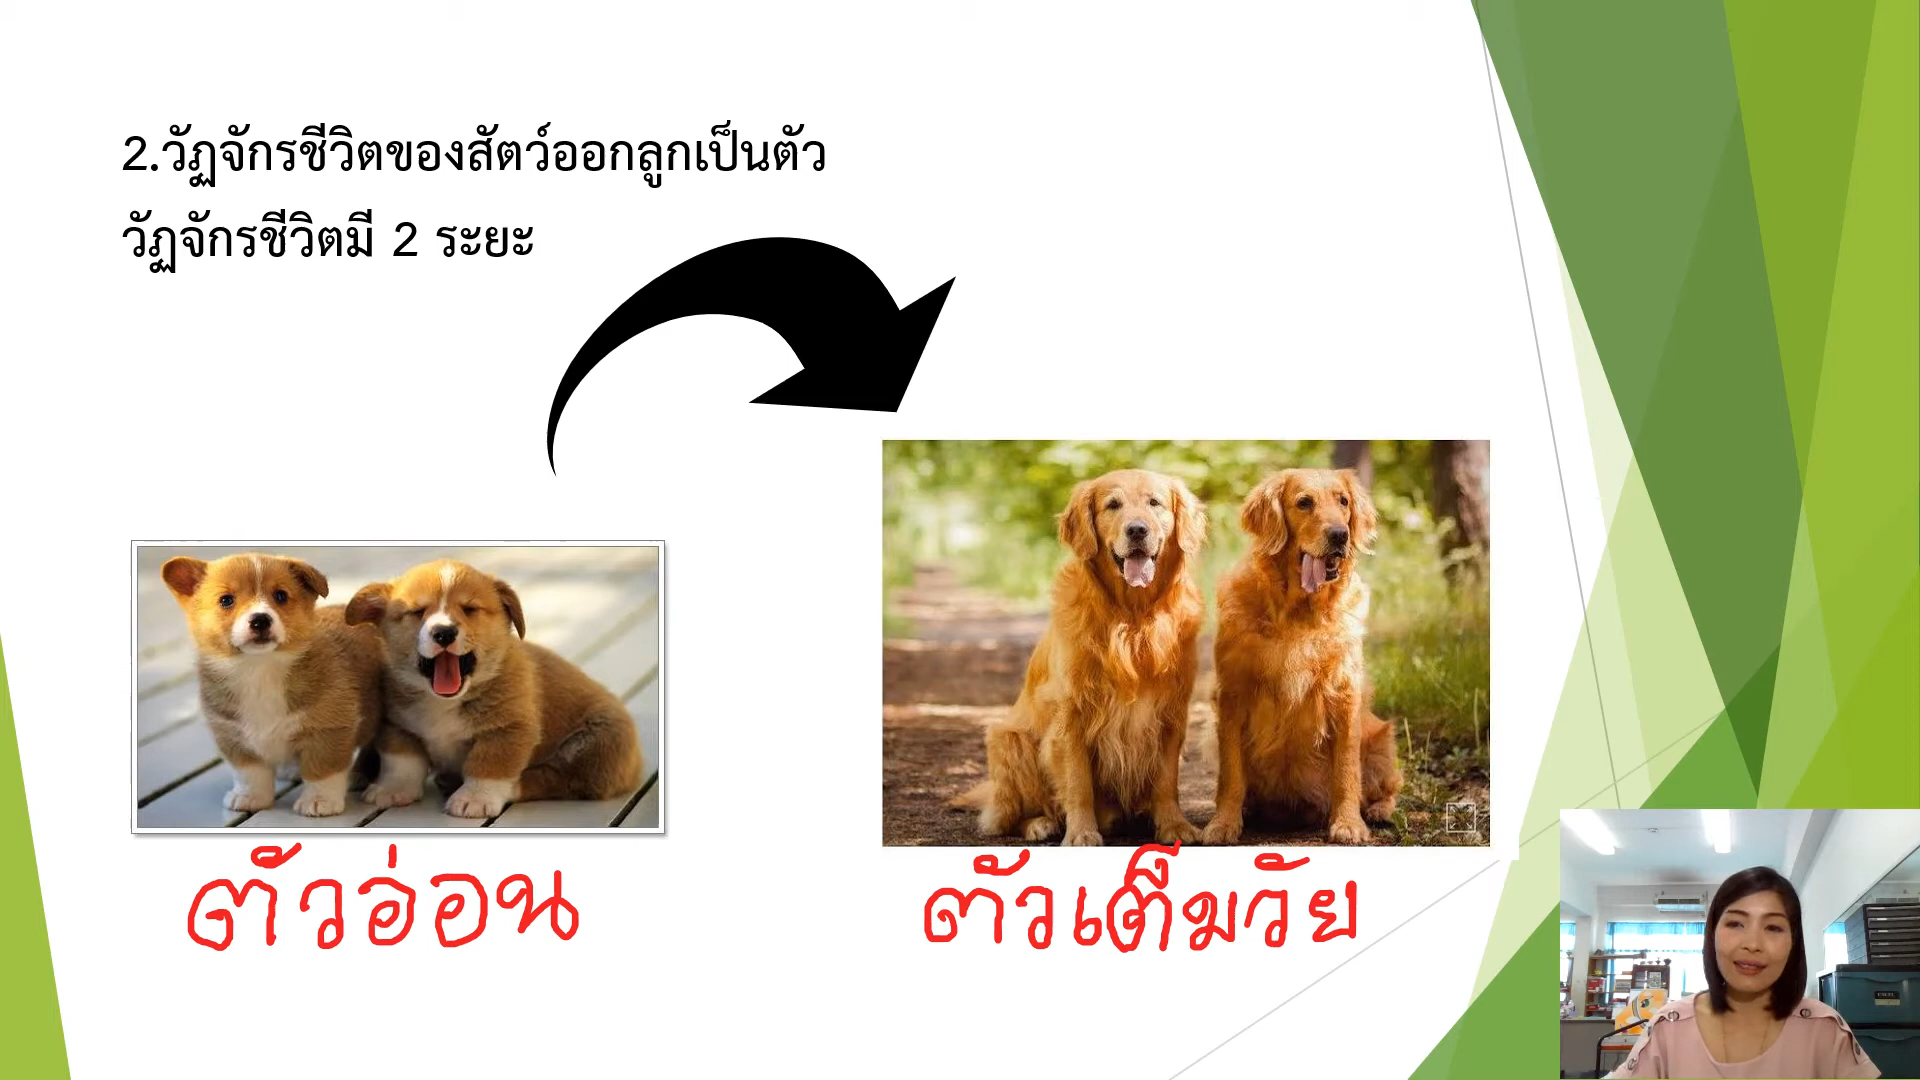 2.วัฏจักรชีวิตของสัตว์ออกลูกเป็นตัว
วัฏจักรชีวิตมี 2 ระยะ
ตัวอ่อน
ตัวเต็มวัย